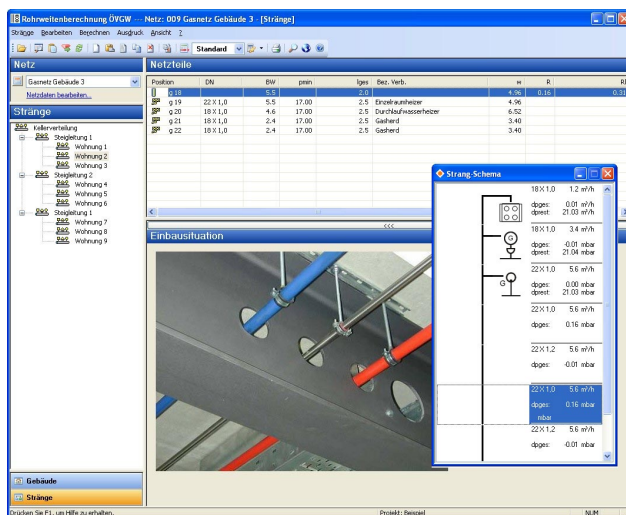 Rohrweitenberechnung ÖVGW --- Netz: 009 Gasnetz Gebäude 3 - [Stränge]
Stränge Bearbeiten Berechnen Ausdruck Ansicht ?
Standard
Netz
Gasnetz Gebäude 3
Netzdaten bearbeiten...
Stränge
Kellerverteilung
Steigleitung 1
Wohnung 1
Wohnung 2
Wohnung 3
Steigleitung 2
Wohnung 4
Wohnung 5
Wohnung 6
Steigleitung 1
Wohnung 7
Wohnung 8
Wohnung 9
Gebäude
Stränge
Netzteile
Position DN BW pmin lges Bez. Verb. w R Rl
g 18 5.5 2.0 4.96 0.16 0.31
g 19 22 X 1,0 5.5 17.00 2.5 Einzelraumheizer 4.96
g 20 18 X 1,0 4.6 17.00 2.5 Durchlaufwasserheizer 6.52
g 21 18 X 1,0 2.4 17.00 2.5 Gasherd 3.40
g 22 18 X 1,0 2.4 17.00 2.5 Gasherd 3.40
<<<
Einbausituation
Strang-Schema
18 X 1,0 1.2 m³/h
dpges: 0.01 m³/h
dprest: 21.03 m³/h
G
18 X 1,0 3.4 m³/h
dpges: -0.01 mbar
dprest: 21.04 mbar
G
22 X 1,0 5.6 m³/h
dpges: 0.00 mbar
dprest: 21.03 mbar
22 X 1,0 5.6 m³/h
dpges: 0.16 mbar
22 X 1,2 5.6 m³/h
dpges: -0.01 mbar
22 X 1,0 5.6 m³/h
dpges: 0.16 mbar
mbar
22 X 1,2 5.6 m³/h
dpges: -0.01 mbar
Drücken Sie F1, um Hilfe zu erhalten.
Projekt: Beispiel
NUM